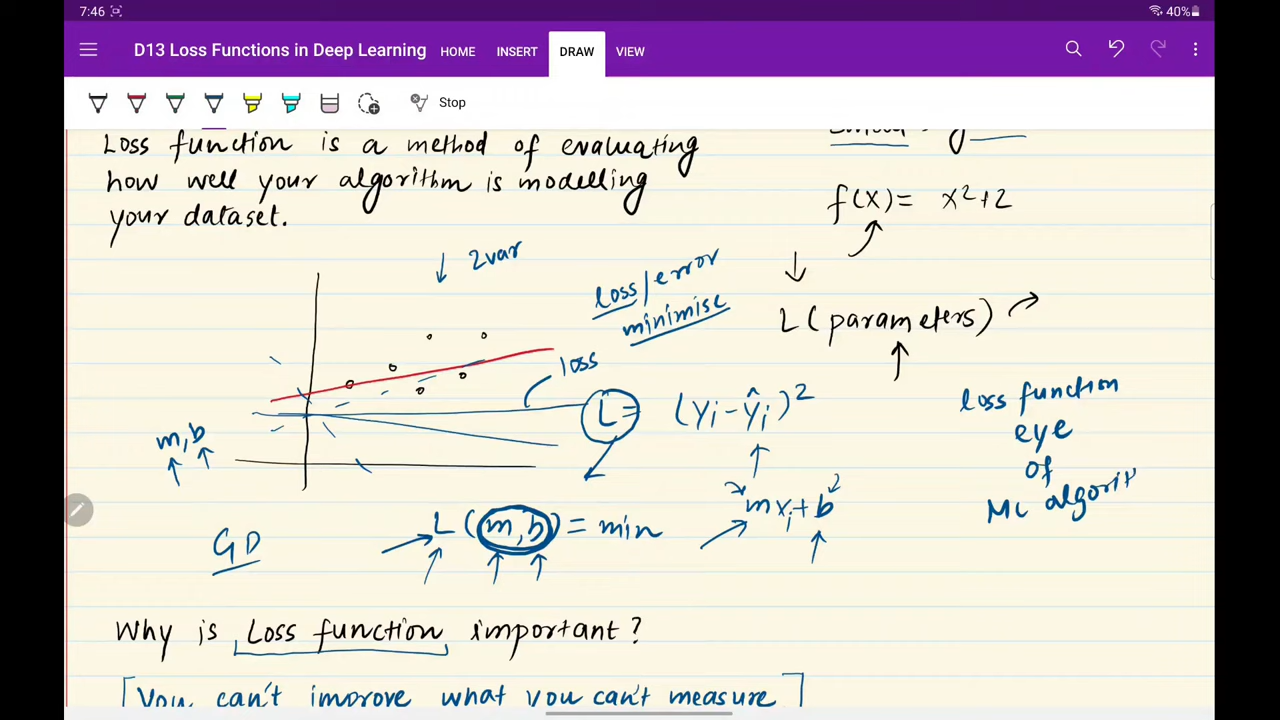 7:46
40%
D13 Loss Functions in Deep Learning
HOME
INSERT
DRAW
VIEW
Stop
Loss function is a method of evaluating
how well your algorithm is modelling
your dataset.
f(x) = x²+2
2var
loss/error
minimise
L(parameters)
loss
L = (yi-ŷi)²
loss function
eye
of
ML algorit
m,b
mxi+b
L(m,b) = min
GD
Why is Loss function important?
[You can't improve what you can't measure]